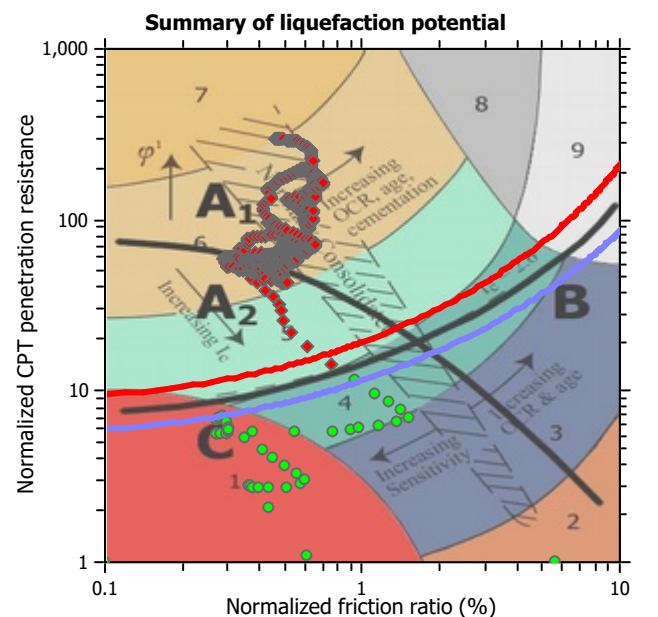 Summary of liquefaction potential
Normalized CPT penetration resistance
1,000
100
10
1
7
8
9
φ'
A1
Increasing
OCR, age,
cementation
6
Consolidated
A2
Increasing Ic
5
B
4
C
Increasing
OCR & age
3
Increasing
Sensitivity
1
2
0.1
1
10
Normalized friction ratio (%)